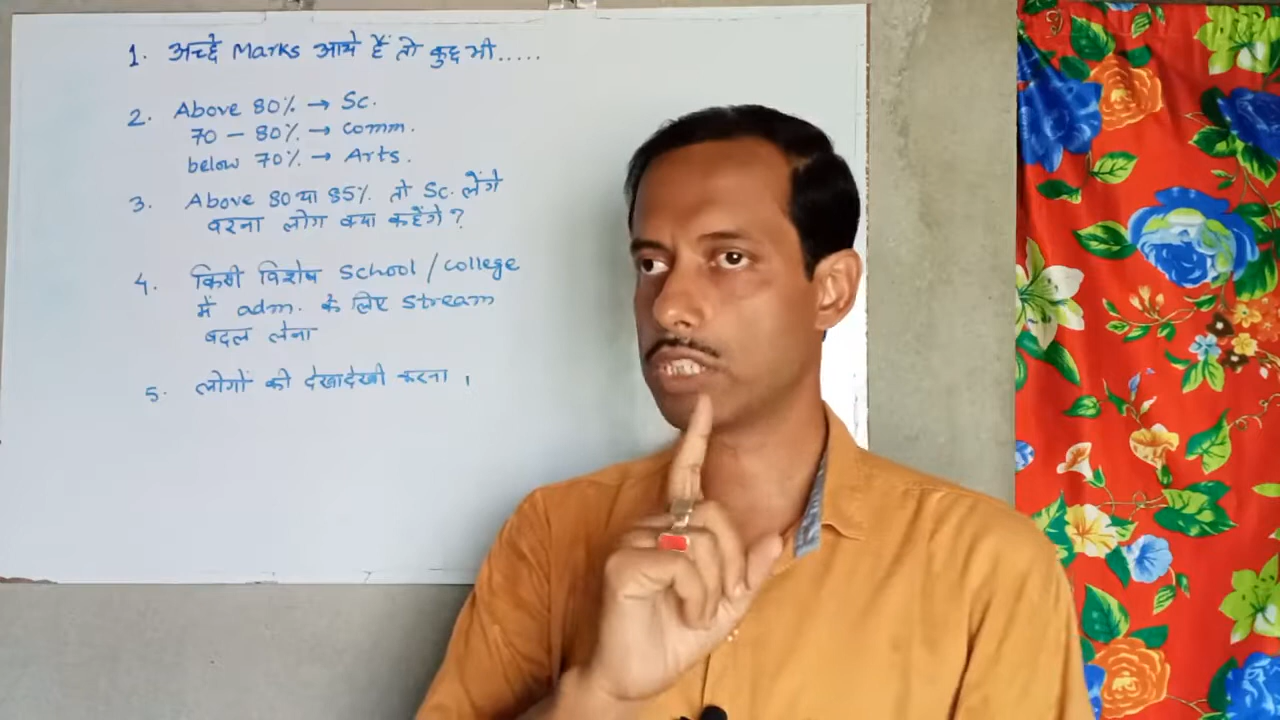 1. अच्छे Marks आये हैं तो कुछ भी.....
2. Above 80% → Sc.
70 – 80% → comm.
below 70% → Arts.
3. Above 80 या 85% तो Sc. लेंगे
वरना लोग क्या कहेंगे?
4. किसी विशेष School / college
में adm. के लिए stream
बदल लेना
5. लोगों की देखादेखी करना ।